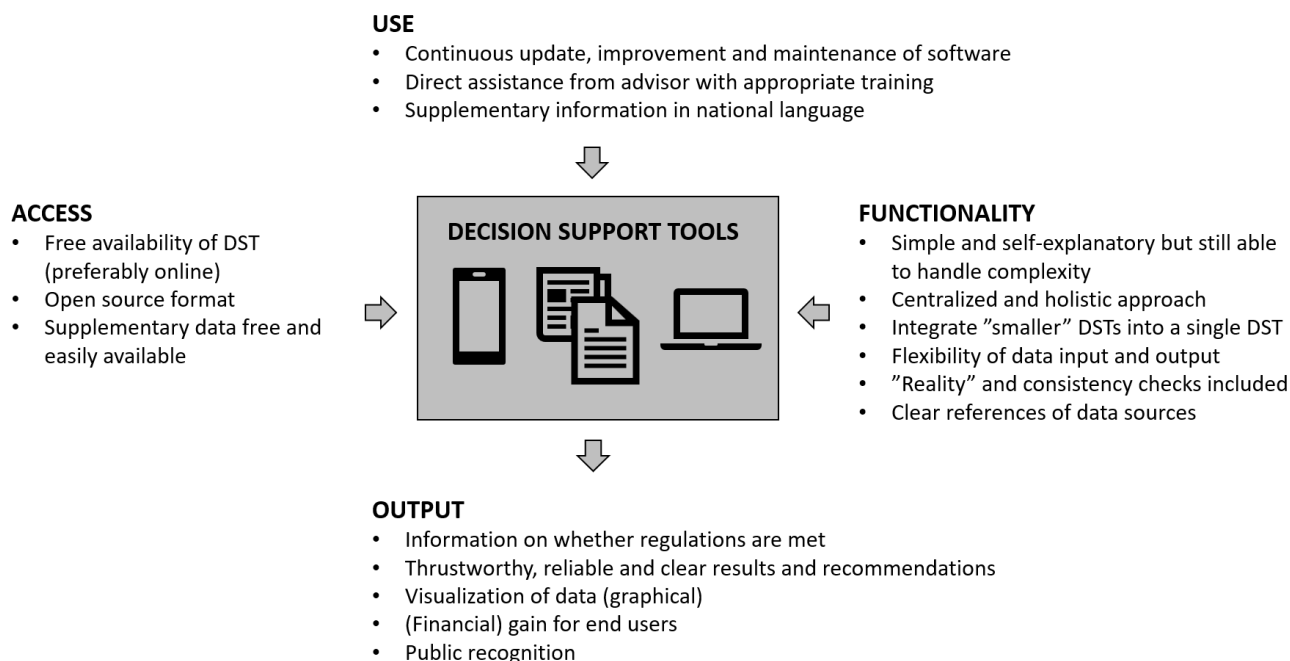 USE
• Continuous update, improvement and maintenance of software
• Direct assistance from advisor with appropriate training
• Supplementary information in national language
ACCESS
• Free availability of DST
(preferably online)
• Open source format
• Supplementary data free and
easily available
DECISION SUPPORT TOOLS
FUNCTIONALITY
• Simple and self-explanatory but still able
to handle complexity
• Centralized and holistic approach
• Integrate ”smaller” DSTs into a single DST
• Flexibility of data input and output
• ”Reality” and consistency checks included
• Clear references of data sources
OUTPUT
• Information on whether regulations are met
• Thrustworthy, reliable and clear results and recommendations
• Visualization of data (graphical)
• (Financial) gain for end users
• Public recognition